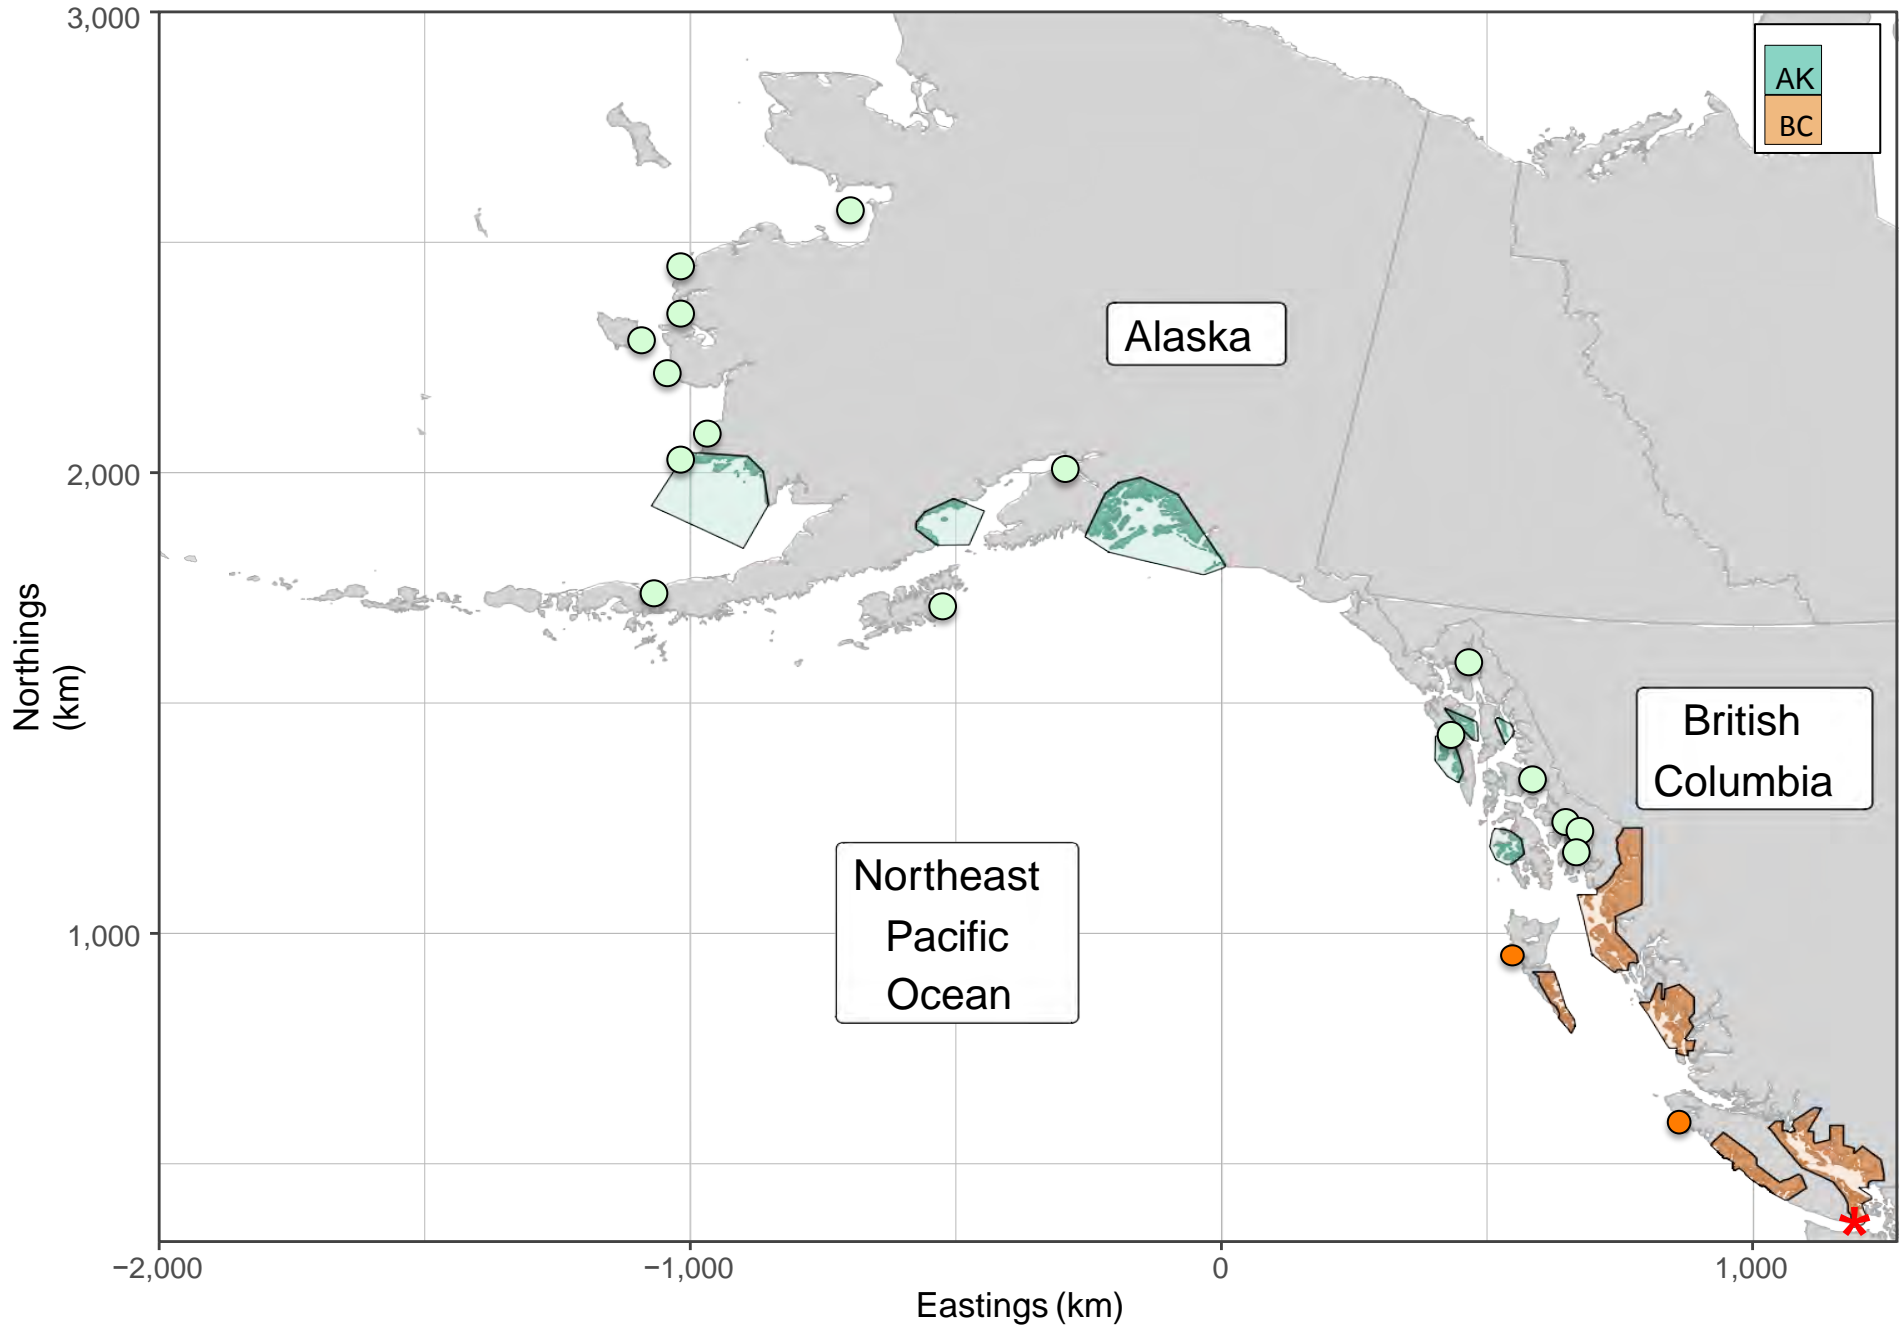 3,000
AK
BC
Alaska
2,000
Northings
(km)
British
Columbia
Northeast
Pacific
Ocean
1,000
*
−2,000
−1,000
0
1,000
Eastings (km)